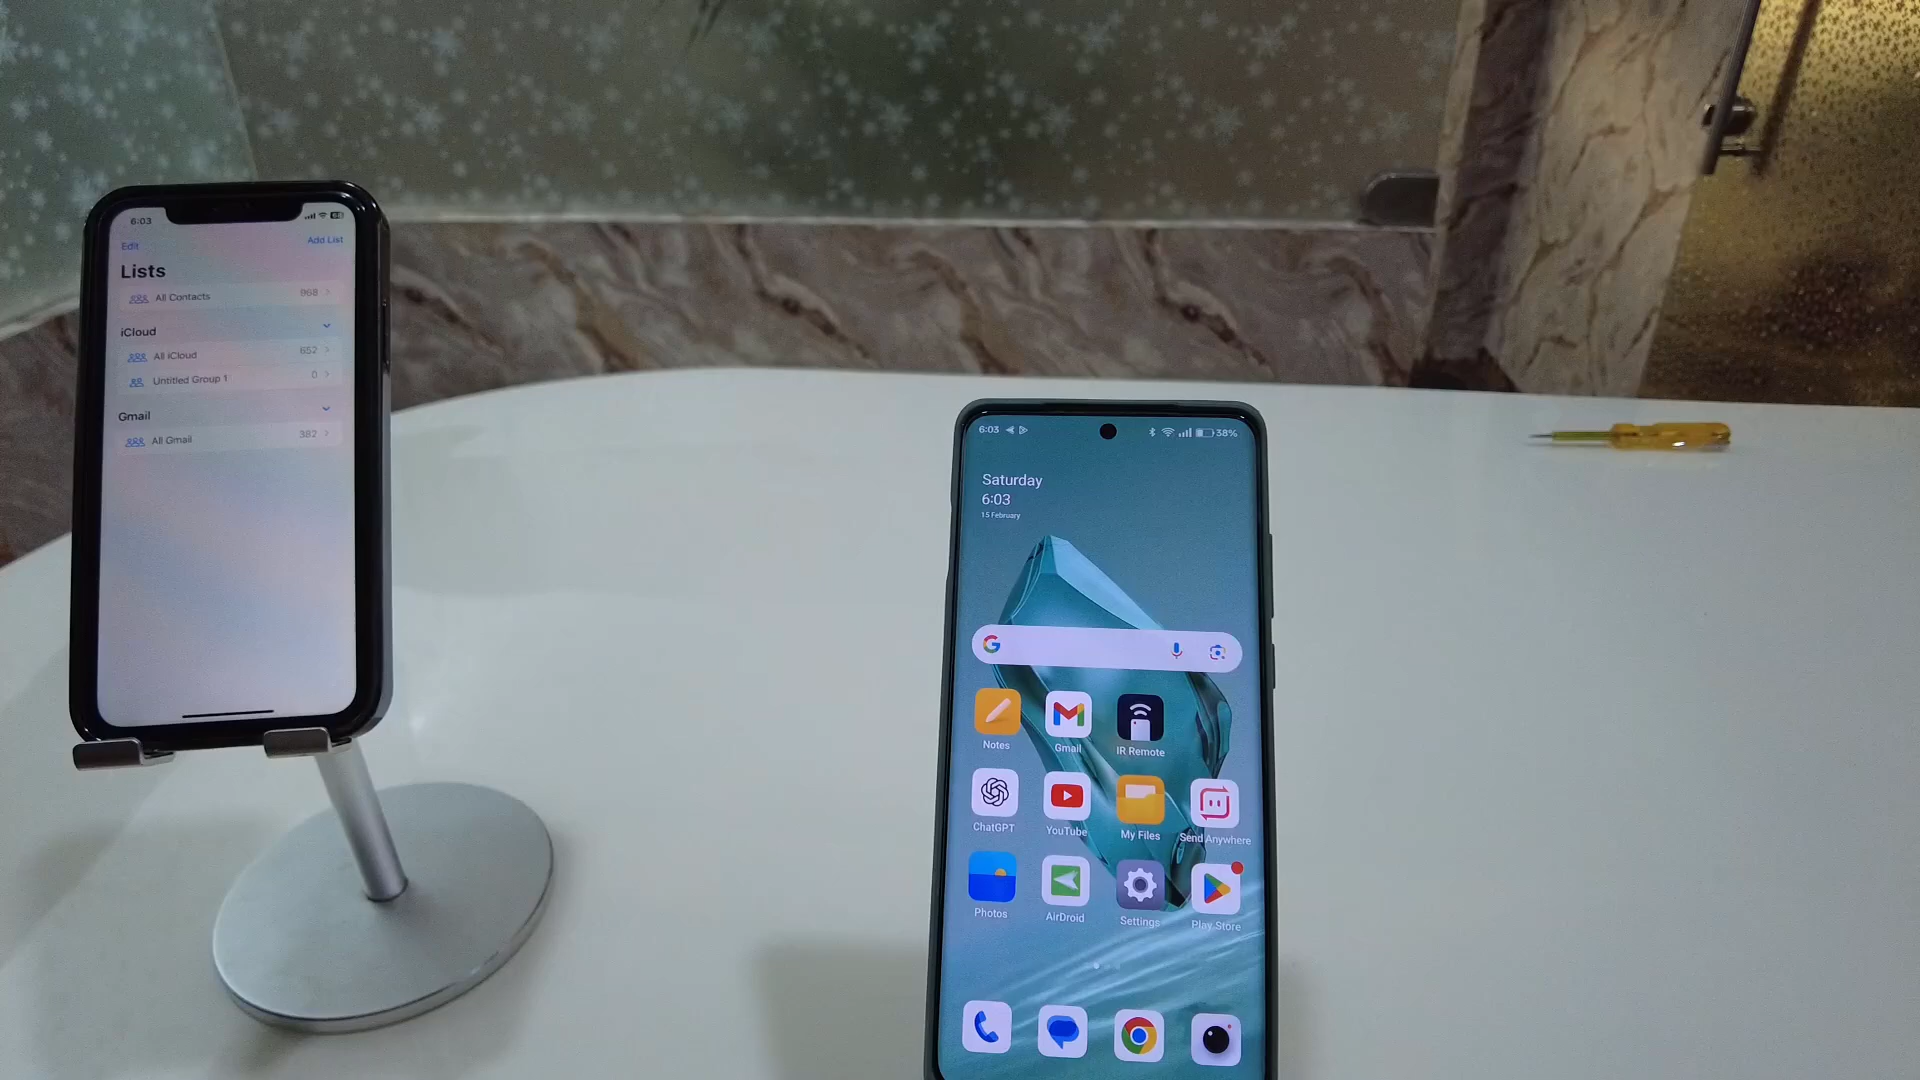 6:03
Edit
Add List
Lists
All Contacts 968
iCloud
All iCloud 652
Untitled Group 1 0
Gmail
All Gmail 382
6:03
38%
Saturday
6:03
15 February
Notes
Gmail
IR Remote
ChatGPT
YouTube
My Files
Send Anywhere
Photos
AirDroid
Settings
Play Store